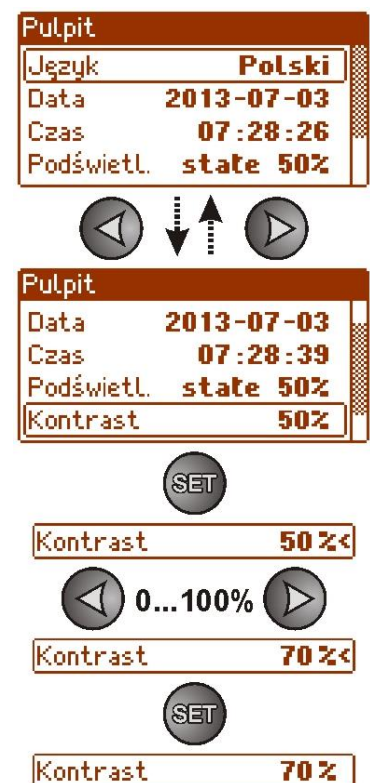 Pulpit
Język Polski
Data 2013-07-03
Czas 07:28:26
Podświetl. stałe 50%
Pulpit
Data 2013-07-03
Czas 07:28:39
Podświetl. stałe 50%
Kontrast 50%
SET
Kontrast 50%<
0...100%
Kontrast 70%<
SET
Kontrast 70%